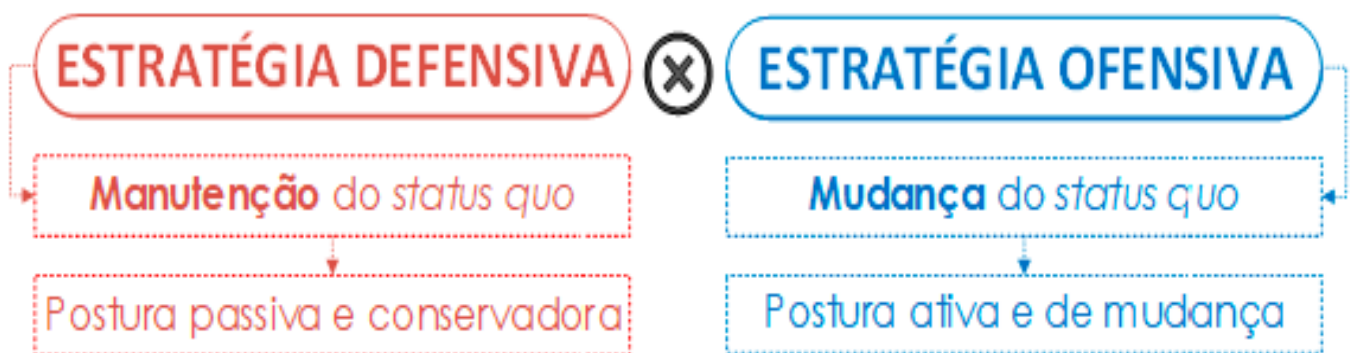 ESTRATÉGIA DEFENSIVA X ESTRATÉGIA OFENSIVA
Manutenção do status quo
Mudança do status quo
Postura passiva e conservadora
Postura ativa e de mudança